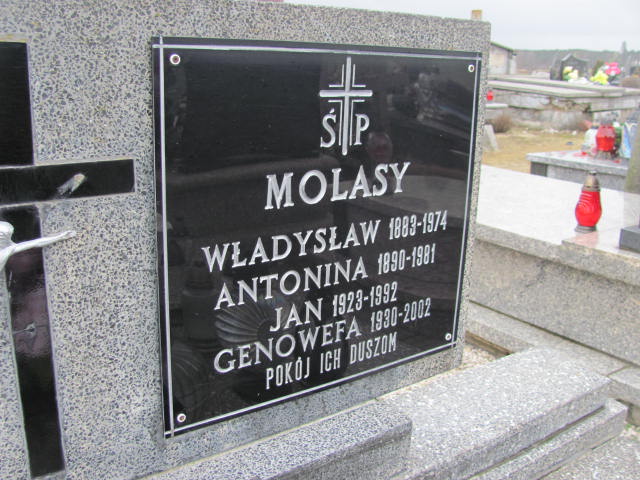 ŚP
MOLASY
WŁADYSŁAW 1883-1974
ANTONINA 1890-1981
JAN 1923-1992
GENOWEFA 1930-2002
POKÓJ ICH DUSZOM